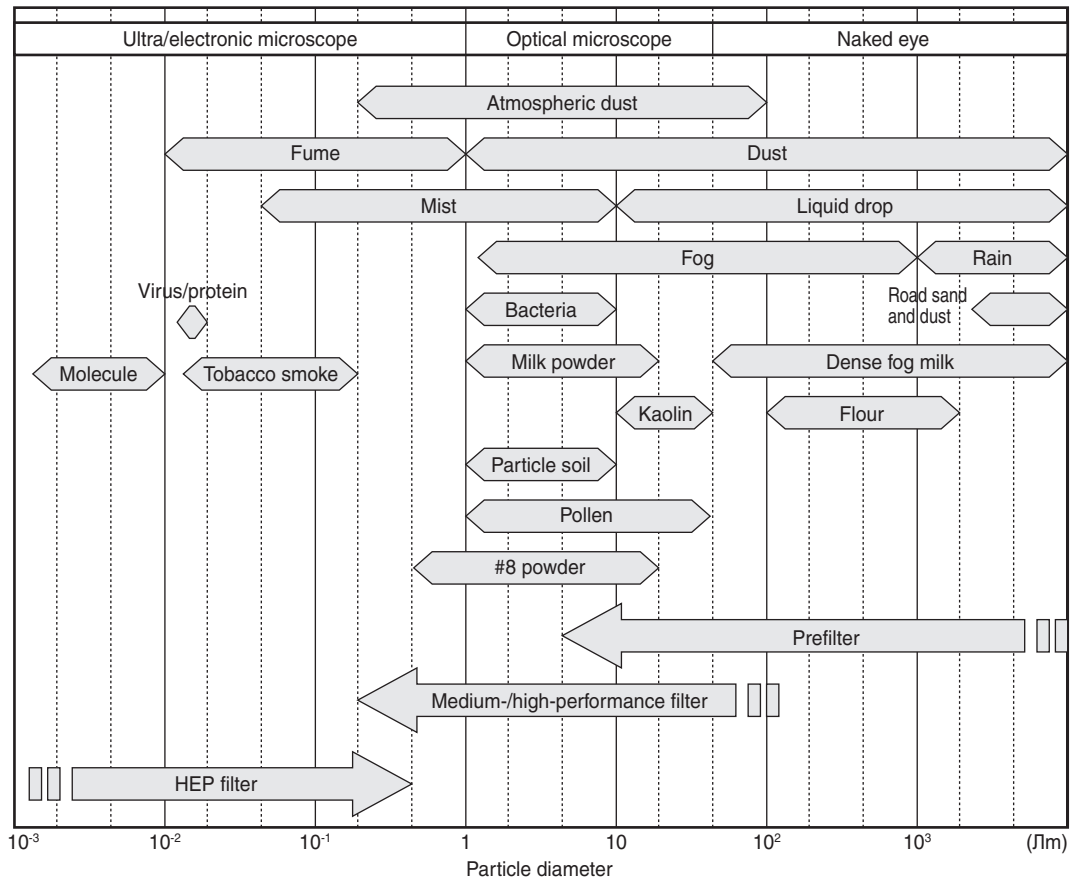 Ultra/electronic microscope
Optical microscope
Naked eye
Atmospheric dust
Fume
Dust
Mist
Liquid drop
Fog
Rain
Virus/protein
Bacteria
Road sand
and dust
Molecule
Tobacco smoke
Milk powder
Dense fog milk
Kaolin
Flour
Particle soil
Pollen
#8 powder
Prefilter
Medium-/high-performance filter
HEP filter
10⁻³
10⁻²
10⁻¹
1
10
10²
10³
(Лm)
Particle diameter